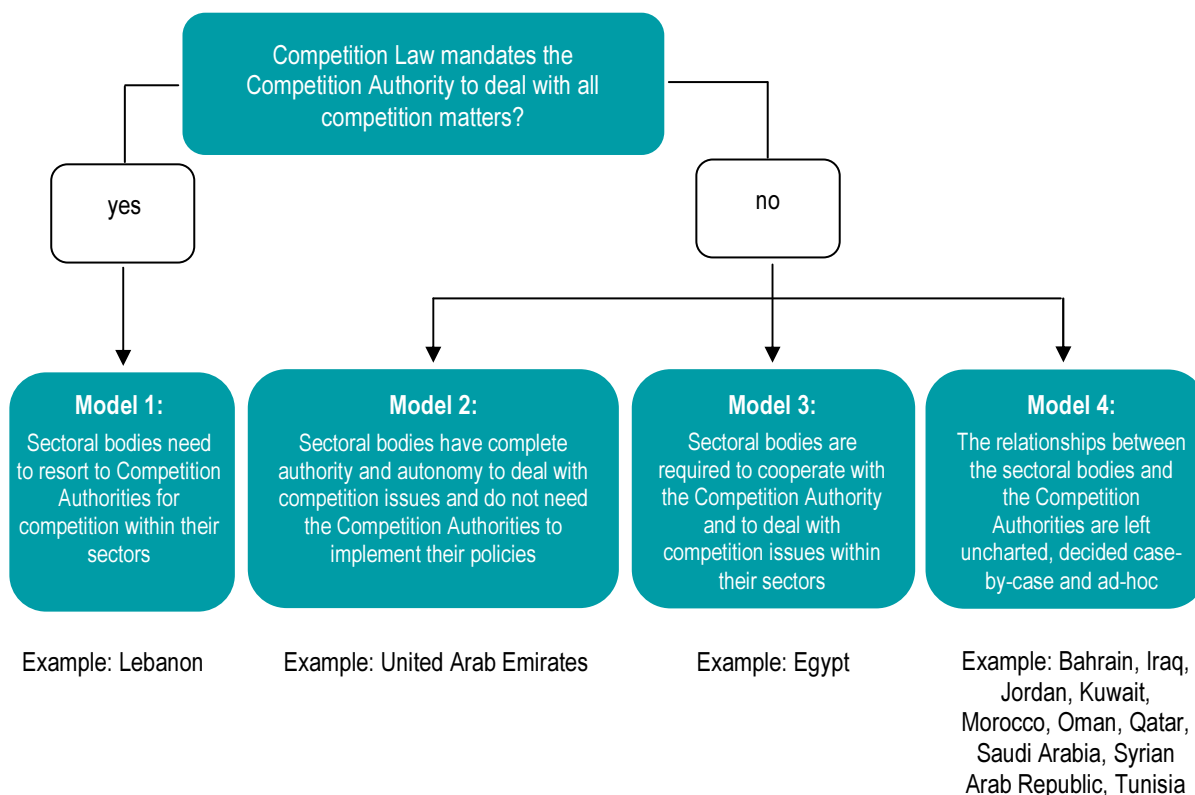 Competition Law mandates the
Competition Authority to deal with all
competition matters?
yes
no
Model 1:
Sectoral bodies need
to resort to Competition
Authorities for
competition within their
sectors
Model 2:
Sectoral bodies have complete
authority and autonomy to deal with
competition issues and do not need
the Competition Authorities to
implement their policies
Model 3:
Sectoral bodies are
required to cooperate with
the Competition Authority
and to deal with
competition issues within
their sectors
Model 4:
The relationships between
the sectoral bodies and
the Competition
Authorities are left
uncharted, decided case-
by-case and ad-hoc
Example: Lebanon
Example: United Arab Emirates
Example: Egypt
Example: Bahrain, Iraq,
Jordan, Kuwait,
Morocco, Oman, Qatar,
Saudi Arabia, Syrian
Arab Republic, Tunisia